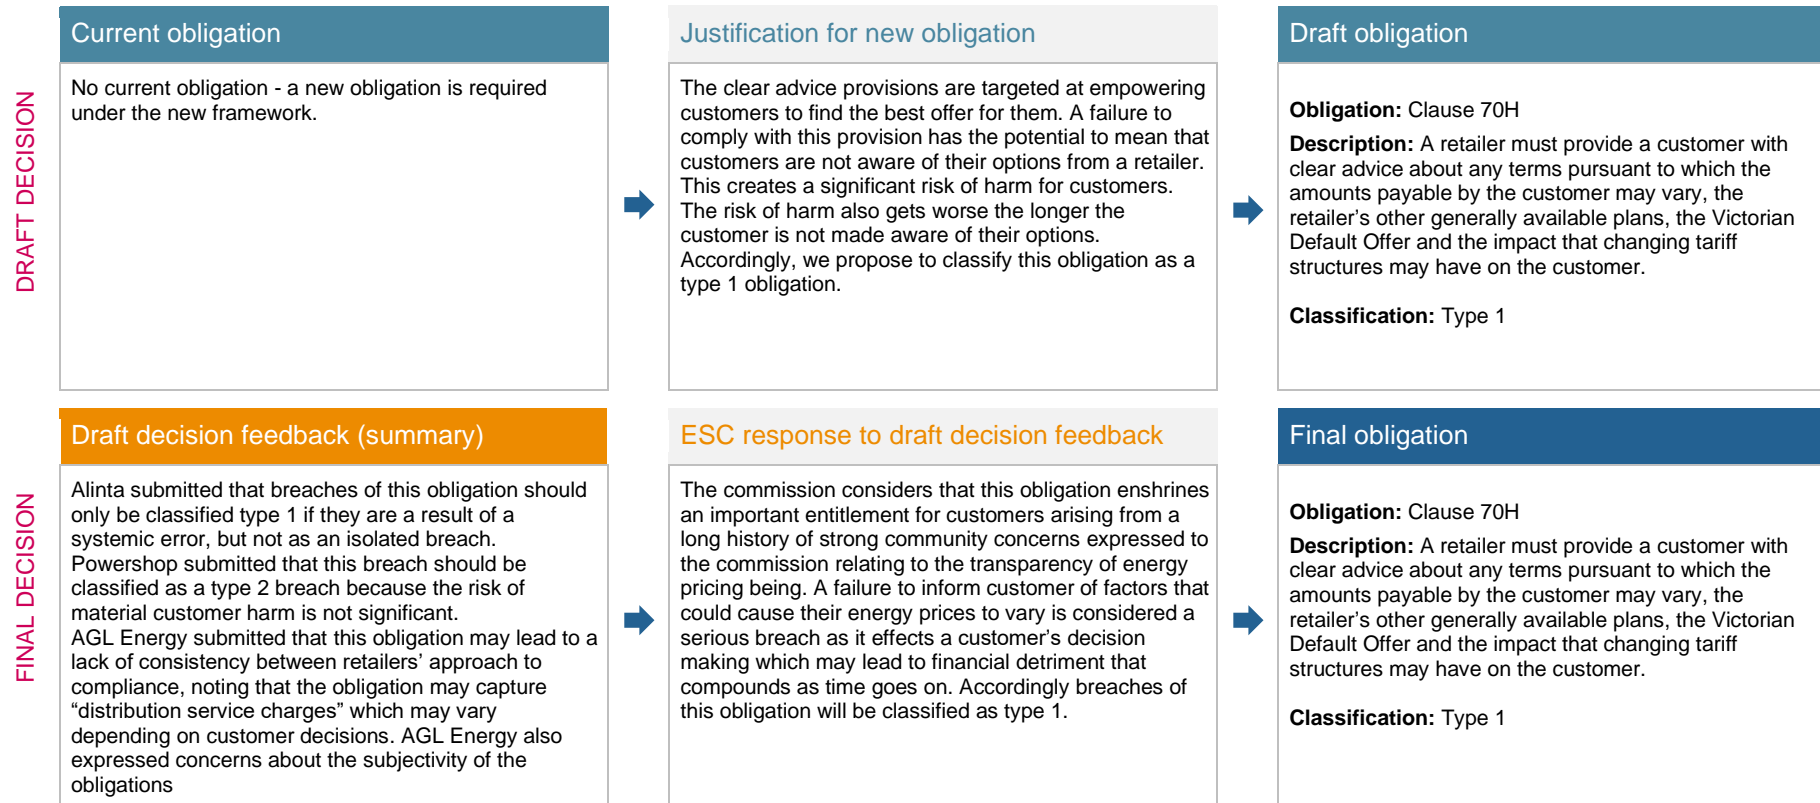 DRAFT DECISION
Current obligation
No current obligation - a new obligation is required
under the new framework.
Justification for new obligation
The clear advice provisions are targeted at empowering
customers to find the best offer for them. A failure to
comply with this provision has the potential to mean that
customers are not aware of their options from a retailer.
This creates a significant risk of harm for customers.
The risk of harm also gets worse the longer the
customer is not made aware of their options.
Accordingly, we propose to classify this obligation as a
type 1 obligation.
Draft obligation
Obligation: Clause 70H
Description: A retailer must provide a customer with
clear advice about any terms pursuant to which the
amounts payable by the customer may vary, the
retailer’s other generally available plans, the Victorian
Default Offer and the impact that changing tariff
structures may have on the customer.
Classification: Type 1
FINAL DECISION
Draft decision feedback (summary)
Alinta submitted that breaches of this obligation should
only be classified type 1 if they are a result of a
systemic error, but not as an isolated breach.
Powershop submitted that this breach should be
classified as a type 2 breach because the risk of
material customer harm is not significant.
AGL Energy submitted that this obligation may lead to a
lack of consistency between retailers’ approach to
compliance, noting that the obligation may capture
“distribution service charges” which may vary
depending on customer decisions. AGL Energy also
expressed concerns about the subjectivity of the
obligations
ESC response to draft decision feedback
The commission considers that this obligation enshrines
an important entitlement for customers arising from a
long history of strong community concerns expressed to
the commission relating to the transparency of energy
pricing being. A failure to inform customer of factors that
could cause their energy prices to vary is considered a
serious breach as it effects a customer’s decision
making which may lead to financial detriment that
compounds as time goes on. Accordingly breaches of
this obligation will be classified as type 1.
Final obligation
Obligation: Clause 70H
Description: A retailer must provide a customer with
clear advice about any terms pursuant to which the
amounts payable by the customer may vary, the
retailer’s other generally available plans, the Victorian
Default Offer and the impact that changing tariff
structures may have on the customer.
Classification: Type 1